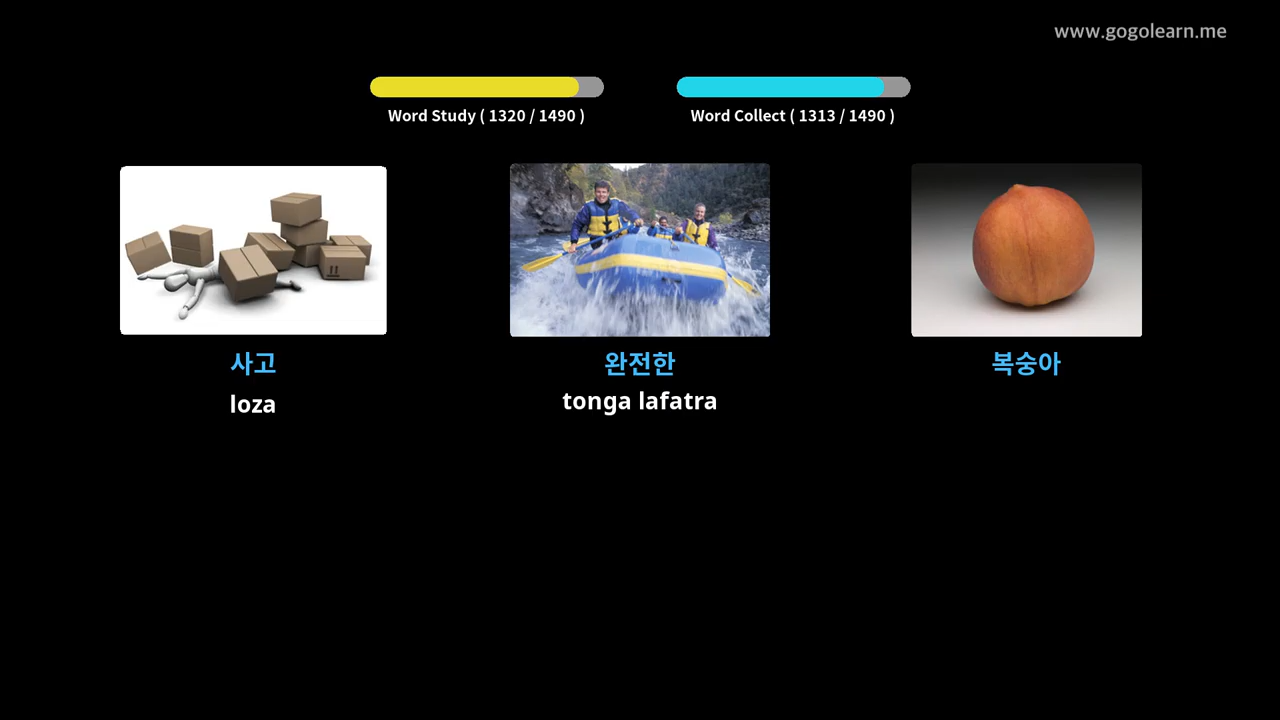 www.gogolearn.me
Word Study ( 1320 / 1490 )
Word Collect ( 1313 / 1490 )
사고
loza
완전한
tonga lafatra
복숭아